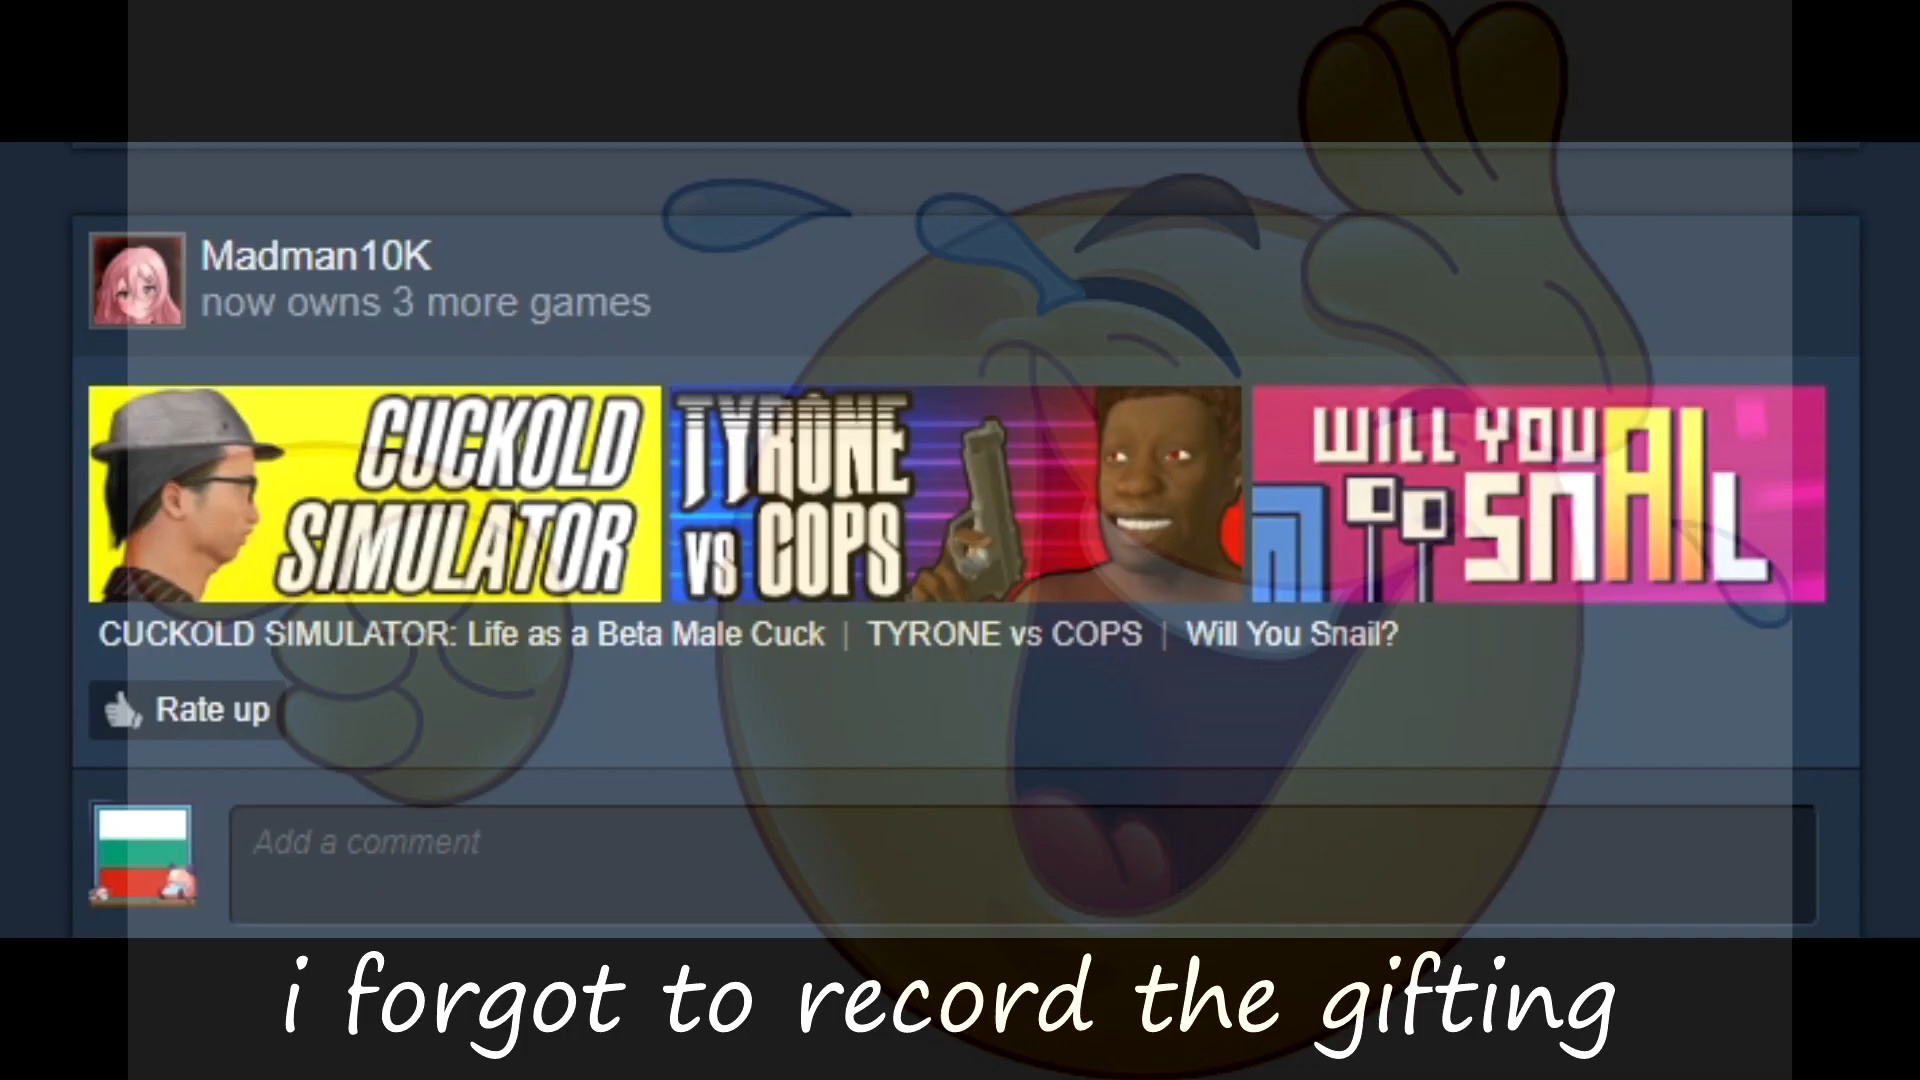 Madman10K
now owns 3 more games
CUCKOLD
SIMULATOR
TYRONE
VS COPS
WILL YOU
SNAIL
CUCKOLD SIMULATOR: Life as a Beta Male Cuck | TYRONE vs COPS | Will You Snail?
Rate up
Add a comment
i forgot to record the gifting